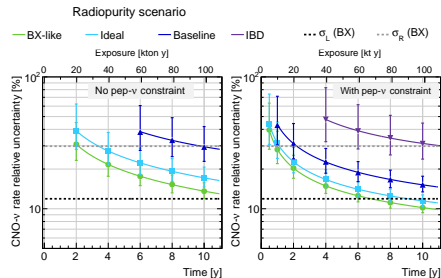 Radiopurity scenario
BX-like Ideal Baseline IBD σL (BX) σR (BX)
Exposure [kton y] Exposure [kt y]
0 20 40 60 80 100 0 20 40 60 80 100
No pep-ν constraint With pep-ν constraint
CNO-ν rate relative uncertainty [%] CNO-ν rate relative uncertainty [%]
10² 10²
10 10
0 2 4 6 8 10 0 2 4 6 8 10
Time [y] Time [y]